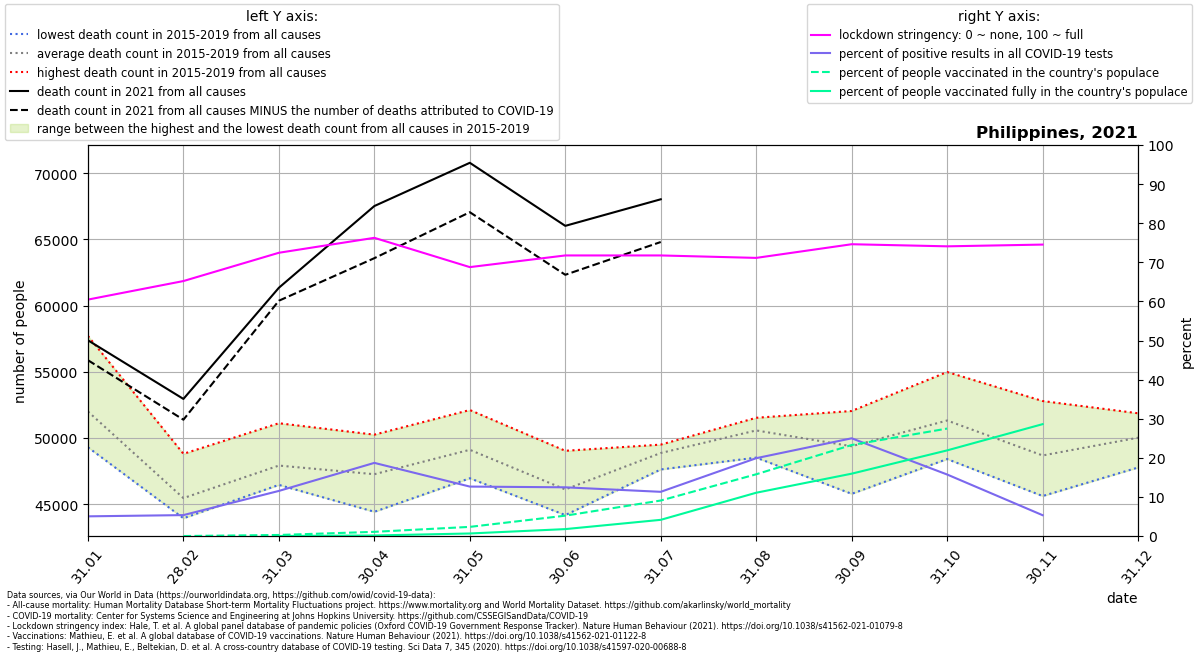 left Y axis:
lowest death count in 2015-2019 from all causes
average death count in 2015-2019 from all causes
highest death count in 2015-2019 from all causes
death count in 2021 from all causes
death count in 2021 from all causes MINUS the number of deaths attributed to COVID-19
range between the highest and the lowest death count from all causes in 2015-2019
right Y axis:
lockdown stringency: 0 ~ none, 100 ~ full
percent of positive results in all COVID-19 tests
percent of people vaccinated in the country's populace
percent of people vaccinated fully in the country's populace
Philippines, 2021
number of people
70000
65000
60000
55000
50000
45000
100
90
80
70
60
50
40
30
20
10
0
percent
31.01
28.02
31.03
30.04
31.05
30.06
31.07
31.08
30.09
31.10
30.11
31.12
date
Data sources, via Our World in Data (https://ourworldindata.org, https://github.com/owid/covid-19-data):
- All-cause mortality: Human Mortality Database Short-term Mortality Fluctuations project. https://www.mortality.org and World Mortality Dataset. https://github.com/akarlinsky/world_mortality
- COVID-19 mortality: Center for Systems Science and Engineering at Johns Hopkins University. https://github.com/CSSEGISandData/COVID-19
- Lockdown stringency index: Hale, T. et al. A global panel database of pandemic policies (Oxford COVID-19 Government Response Tracker). Nature Human Behaviour (2021). https://doi.org/10.1038/s41562-021-01079-8
- Vaccinations: Mathieu, E. et al. A global database of COVID-19 vaccinations. Nature Human Behaviour (2021). https://doi.org/10.1038/s41562-021-01122-8
- Testing: Hasell, J., Mathieu, E., Beltekian, D. et al. A cross-country database of COVID-19 testing. Sci Data 7, 345 (2020). https://doi.org/10.1038/s41597-020-00688-8